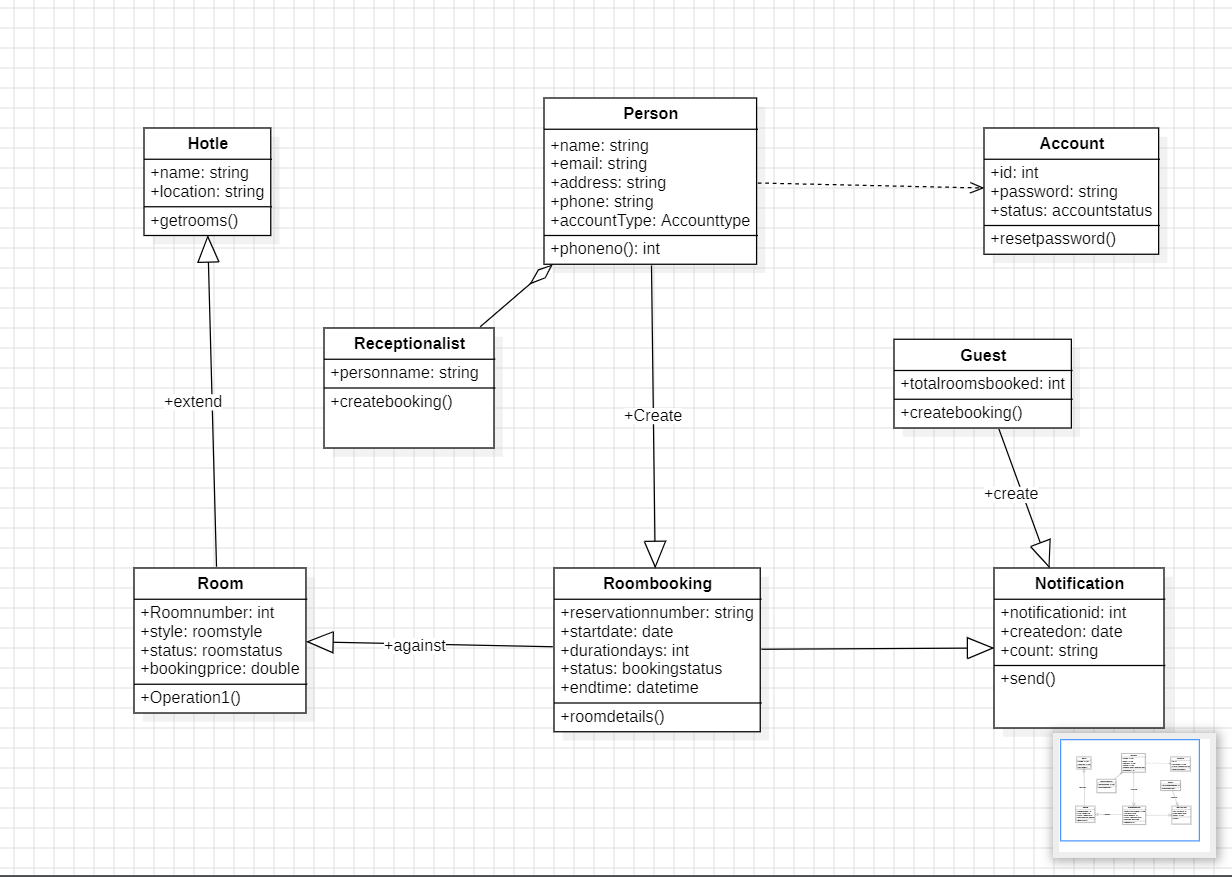 Hotle
+name: string
+location: string
+getrooms()
Person
+name: string
+email: string
+address: string
+phone: string
+accountType: Accounttype
+phoneno(): int
Account
+id: int
+password: string
+status: accountstatus
+resetpassword()
Receptionalist
+personname: string
+createbooking()
Guest
+totalroomsbooked: int
+createbooking()
+extend
+Create
+create
Room
+Roomnumber: int
+style: roomstyle
+status: roomstatus
+bookingprice: double
+Operation1()
+against
Roombooking
+reservationnumber: string
+startdate: date
+durationdays: int
+status: bookingstatus
+endtime: datetime
+roomdetails()
Notification
+notificationid: int
+createdon: date
+count: string
+send()